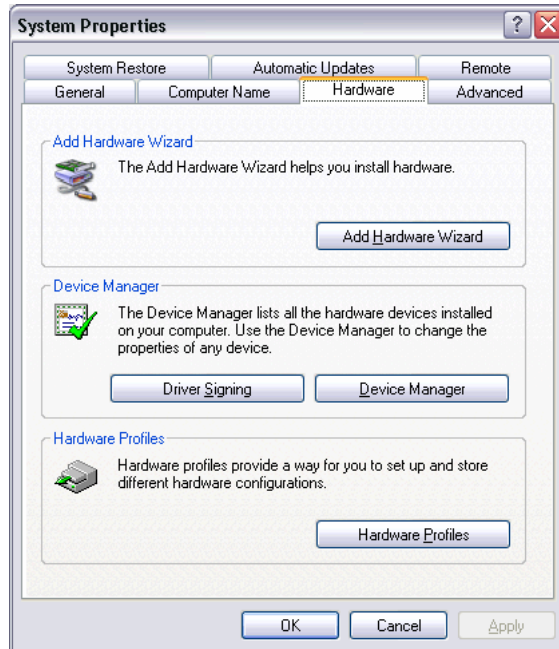 System Properties
System Restore Automatic Updates Remote
General Computer Name Hardware Advanced
Add Hardware Wizard
The Add Hardware Wizard helps you install hardware.
Add Hardware Wizard
Device Manager
The Device Manager lists all the hardware devices installed
on your computer. Use the Device Manager to change the
properties of any device.
Driver Signing Device Manager
Hardware Profiles
Hardware profiles provide a way for you to set up and store
different hardware configurations.
Hardware Profiles
OK Cancel Apply